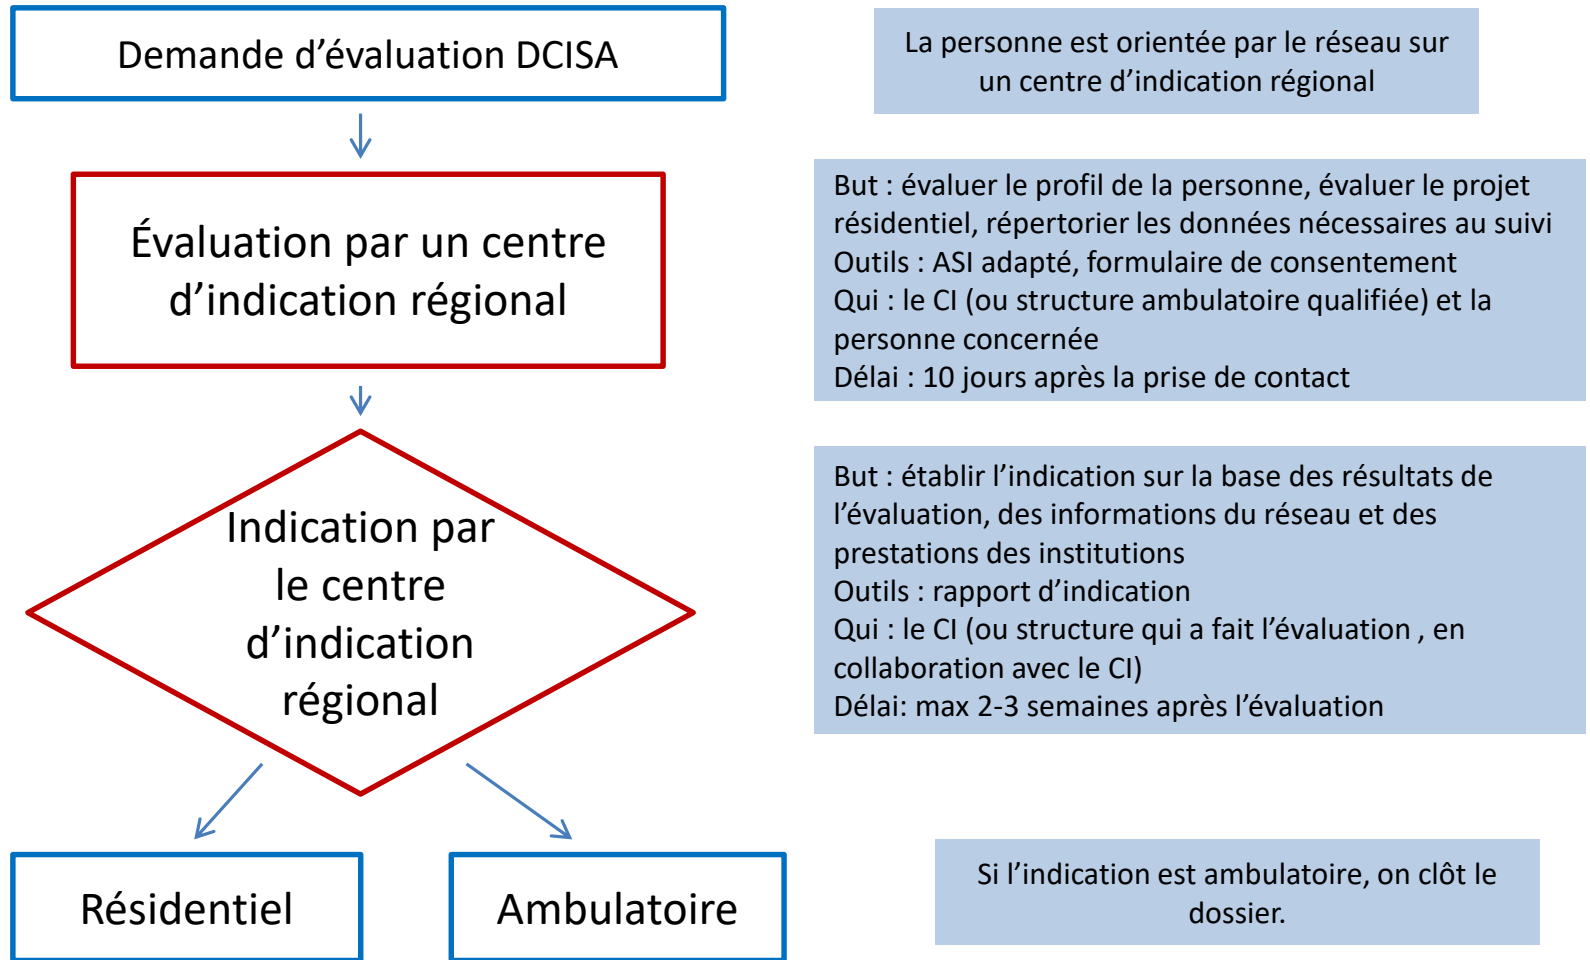 Demande d’évaluation DCISA
La personne est orientée par le réseau sur
un centre d’indication régional
Évaluation par un centre
d’indication régional
But : évaluer le profil de la personne, évaluer le projet
résidentiel, répertorier les données nécessaires au suivi
Outils : ASI adapté, formulaire de consentement
Qui : le CI (ou structure ambulatoire qualifiée) et la
personne concernée
Délai : 10 jours après la prise de contact
Indication par
le centre
d’indication
régional
But : établir l’indication sur la base des résultats de
l’évaluation, des informations du réseau et des
prestations des institutions
Outils : rapport d’indication
Qui : le CI (ou structure qui a fait l’évaluation , en
collaboration avec le CI)
Délai: max 2-3 semaines après l’évaluation
Résidentiel
Ambulatoire
Si l’indication est ambulatoire, on clôt le
dossier.